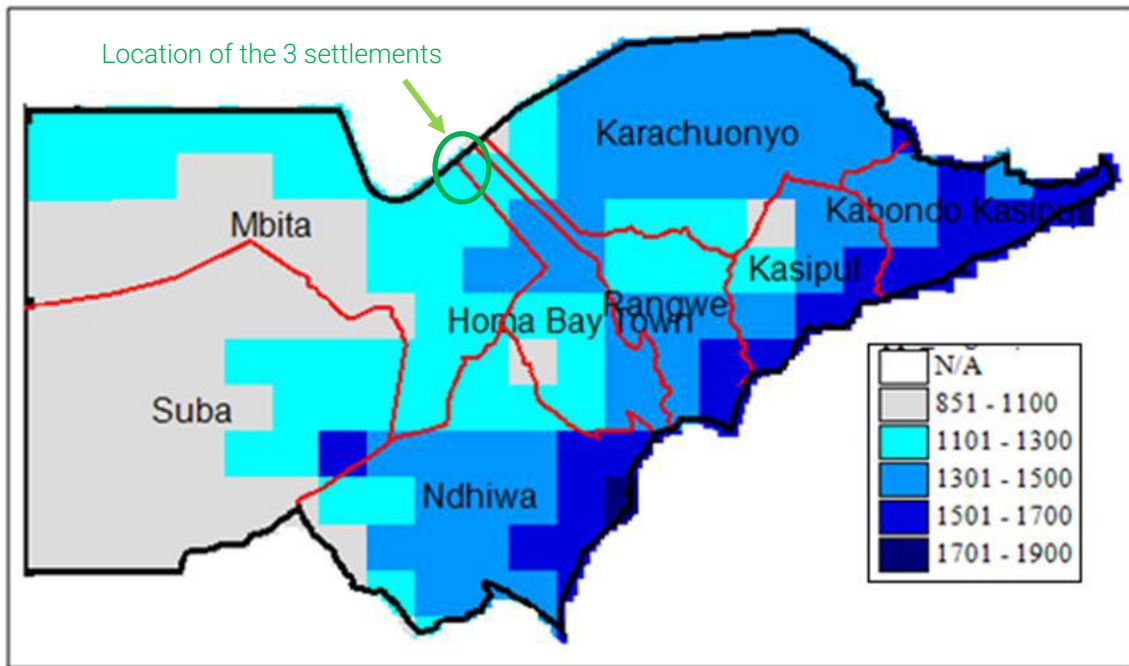 Location of the 3 settlements
Karachuonyo
Kabondo Kasipul
Mbita
Kasipul
Rangwe
Homa Bay Town
Suba
Ndhiwa
N/A
851 - 1100
1101 - 1300
1301 - 1500
1501 - 1700
1701 - 1900